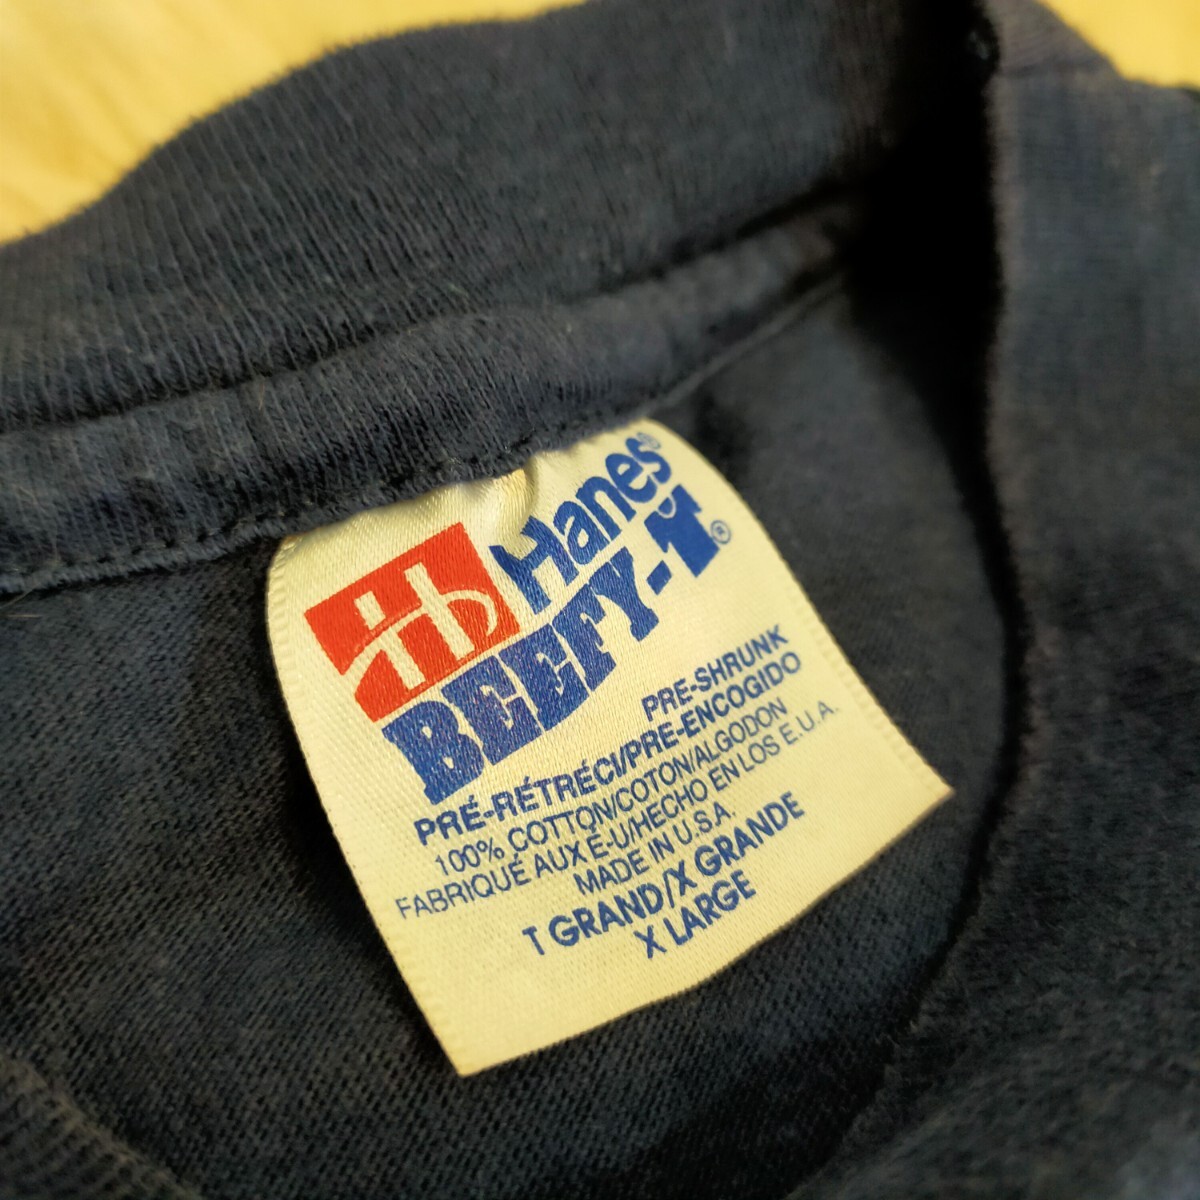 Hanes®
BEEFY-T®
PRE-SHRUNK
PRÉ-RÉTRÉCI/PRE-ENCOGIDO
100% COTTON/COTON/ALGODON
FABRIQUÉ AUX É-U/HECHO EN LOS E.U.A.
MADE IN U.S.A.
T GRAND/X GRANDE
X LARGE